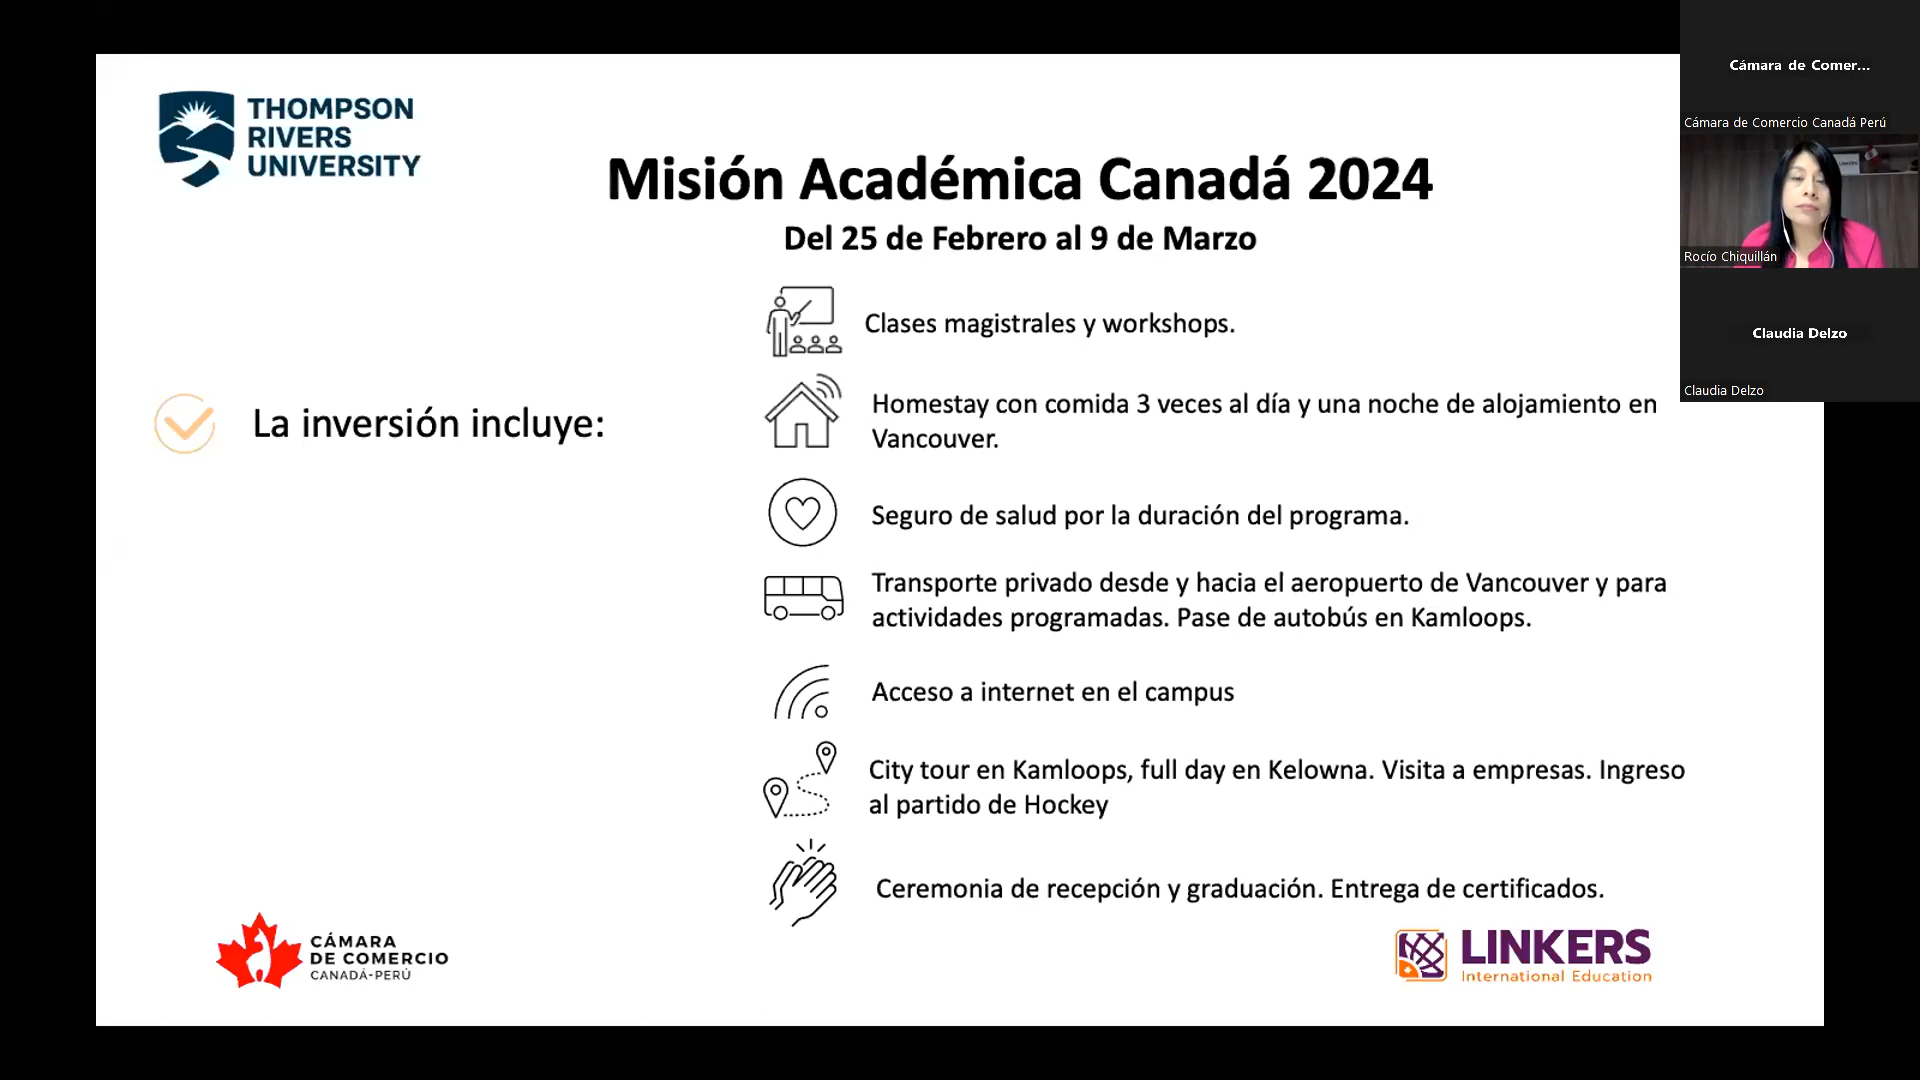 THOMPSON
RIVERS
UNIVERSITY
Misión Académica Canadá 2024
Del 25 de Febrero al 9 de Marzo
La inversión incluye:
Clases magistrales y workshops.
Homestay con comida 3 veces al día y una noche de alojamiento en
Vancouver.
Seguro de salud por la duración del programa.
Transporte privado desde y hacia el aeropuerto de Vancouver y para
actividades programadas. Pase de autobús en Kamloops.
Acceso a internet en el campus
City tour en Kamloops, full day en Kelowna. Visita a empresas. Ingreso
al partido de Hockey
Ceremonia de recepción y graduación. Entrega de certificados.
CÁMARA
DE COMERCIO
CANADÁ-PERÚ
LINKERS
International Education
Cámara de Comer...
Cámara de Comercio Canadá Perú
Rocío Chiquillán
Claudia Delzo
Claudia Delzo